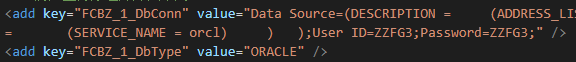 <add key="FCBZ_1_DbConn" value="Data Source=(DESCRIPTION =     (ADDRESS_LIS
=     (SERVICE_NAME = orcl)     )   );User ID=ZZFG3;Password=ZZFG3;" />
<add key="FCBZ_1_DbType" value="ORACLE" />